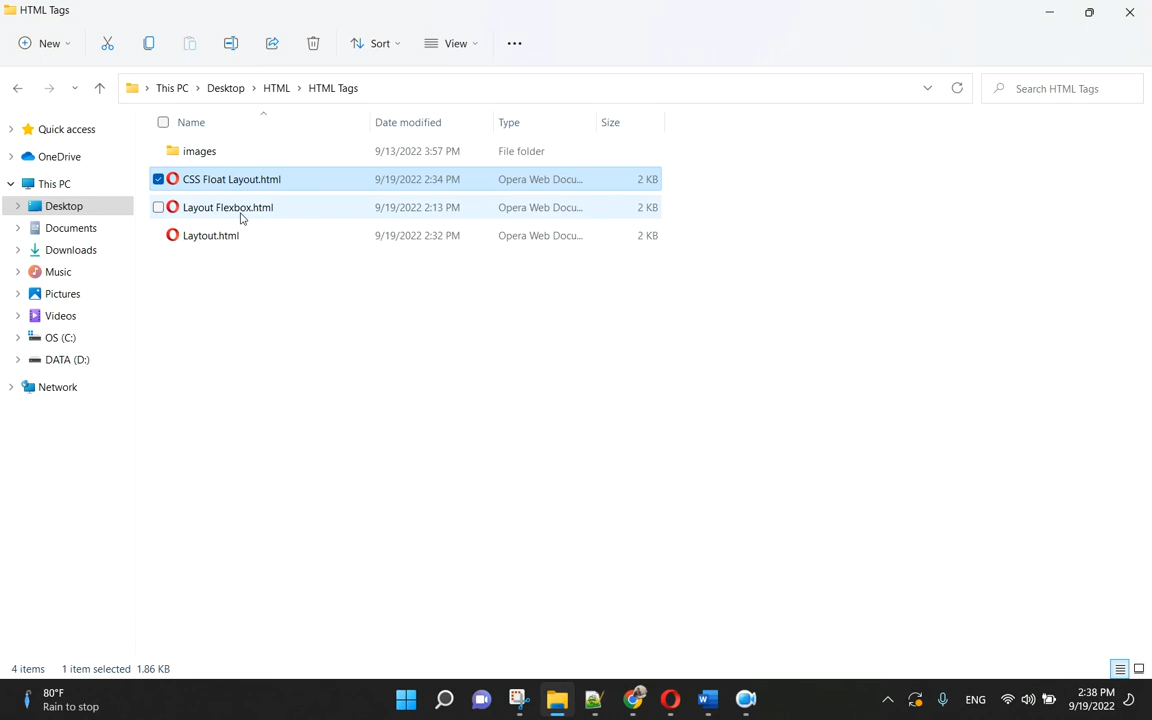 HTML Tags
New
Sort
View
This PC > Desktop > HTML > HTML Tags
Search HTML Tags
Name Date modified Type Size
images 9/13/2022 3:57 PM File folder
CSS Float Layout.html 9/19/2022 2:34 PM Opera Web Docu... 2 KB
Layout Flexbox.html 9/19/2022 2:13 PM Opera Web Docu... 2 KB
Laytout.html 9/19/2022 2:32 PM Opera Web Docu... 2 KB
Quick access
OneDrive
This PC
Desktop
Documents
Downloads
Music
Pictures
Videos
OS (C:)
DATA (D:)
Network
4 items 1 item selected 1.86 KB
80°F
Rain to stop
ENG
2:38 PM
9/19/2022